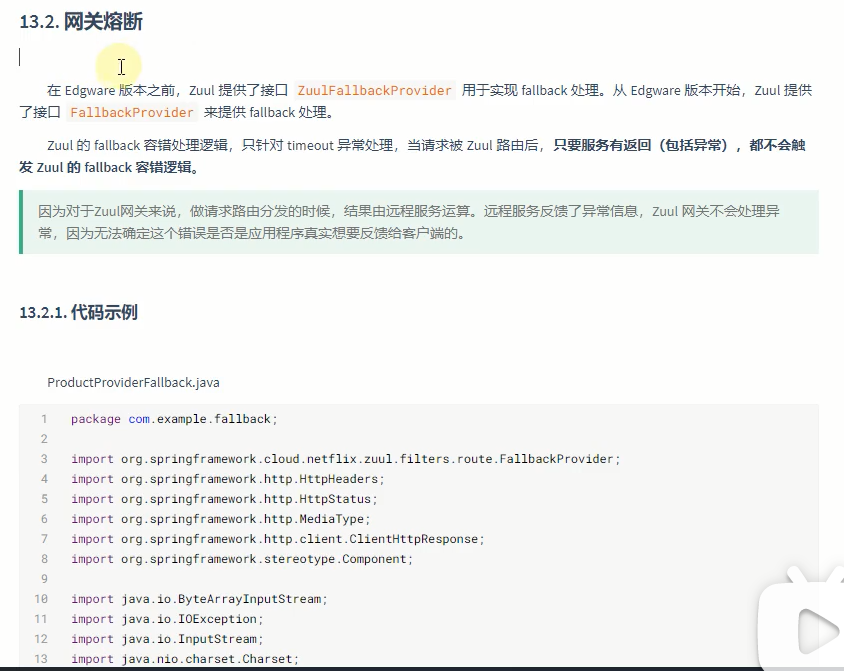 13.2. 网关熔断
在 Edgware 版本之前，Zuul 提供了接口 ZuulFallbackProvider 用于实现 fallback 处理。从 Edgware 版本开始，Zuul 提供
了接口 FallbackProvider 来提供 fallback 处理。
Zuul 的 fallback 容错处理逻辑，只针对 timeout 异常处理，当请求被 Zuul 路由后，只要服务有返回（包括异常），都不会触
发 Zuul 的 fallback 容错逻辑。
因为对于Zuul网关来说，做请求路由分发的时候，结果由远程服务运算。远程服务反馈了异常信息，Zuul 网关不会处理异
常，因为无法确定这个错误是否是应用程序真实想要反馈给客户端的。
13.2.1. 代码示例
ProductProviderFallback.java
1 package com.example.fallback;
2
3 import org.springframework.cloud.netflix.zuul.filters.route.FallbackProvider;
4 import org.springframework.http.HttpHeaders;
5 import org.springframework.http.HttpStatus;
6 import org.springframework.http.MediaType;
7 import org.springframework.http.client.ClientHttpResponse;
8 import org.springframework.stereotype.Component;
9
10 import java.io.ByteArrayInputStream;
11 import java.io.IOException;
12 import java.io.InputStream;
13 import java.nio.charset.Charset;